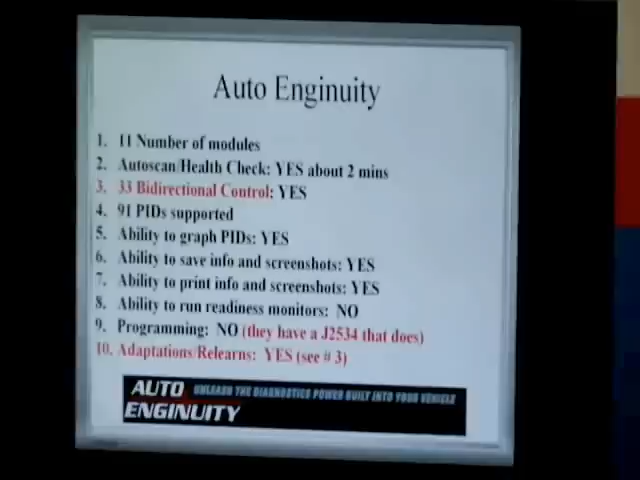 Auto Enginuity
1. 11 Number of modules
2. Autoscan/Health Check: YES about 2 mins
3. 33 Bidirectional Control: YES
4. 91 PIDs supported
5. Ability to graph PIDs: YES
6. Ability to save info and screenshots: YES
7. Ability to print info and screenshots: YES
8. Ability to run readiness monitors: NO
9. Programming: NO (they have a J2534 that does)
10. Adaptations/Relearns: YES (see # 3)
AUTO UNLEASH THE DIAGNOSTICS POWER BUILT INTO YOUR VEHICLE
ENGINUITY